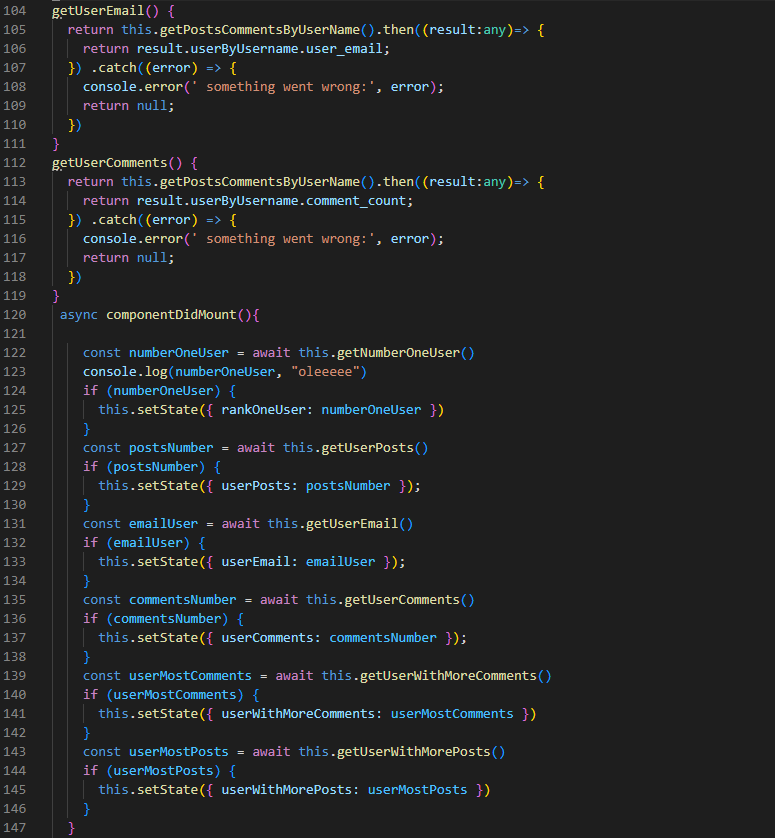 104 getUserEmail() {
105   return this.getPostsCommentsByUserName().then((result:any)=> {
106     return result.userByUsername.user_email;
107   }) .catch((error) => {
108     console.error(' something went wrong:', error);
109     return null;
110   })
111 }
112 getUserComments() {
113   return this.getPostsCommentsByUserName().then((result:any)=> {
114     return result.userByUsername.comment_count;
115   }) .catch((error) => {
116     console.error(' something went wrong:', error);
117     return null;
118   })
119 }
120  async componentDidMount(){
121
122     const numberOneUser = await this.getNumberOneUser()
123     console.log(numberOneUser, "oleeeee")
124     if (numberOneUser) {
125       this.setState({ rankOneUser: numberOneUser })
126     }
127     const postsNumber = await this.getUserPosts()
128     if (postsNumber) {
129       this.setState({ userPosts: postsNumber });
130     }
131     const emailUser = await this.getUserEmail()
132     if (emailUser) {
133       this.setState({ userEmail: emailUser });
134     }
135     const commentsNumber = await this.getUserComments()
136     if (commentsNumber) {
137       this.setState({ userComments: commentsNumber });
138     }
139     const userMostComments = await this.getUserWithMoreComments()
140     if (userMostComments) {
141       this.setState({ userWithMoreComments: userMostComments })
142     }
143     const userMostPosts = await this.getUserWithMorePosts()
144     if (userMostPosts) {
145       this.setState({ userWithMorePosts: userMostPosts })
146     }
147   }